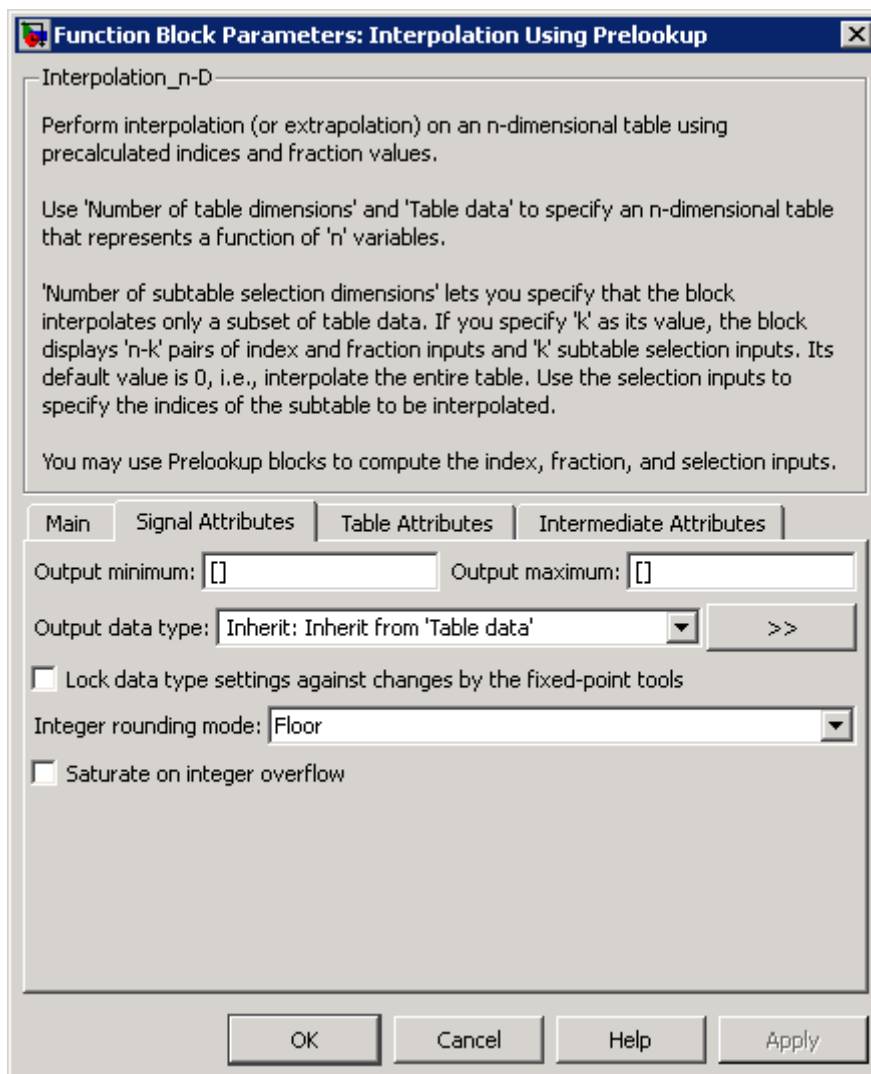 Function Block Parameters: Interpolation Using Prelookup
Interpolation_n-D
Perform interpolation (or extrapolation) on an n-dimensional table using
precalculated indices and fraction values.
Use 'Number of table dimensions' and 'Table data' to specify an n-dimensional table
that represents a function of 'n' variables.
'Number of subtable selection dimensions' lets you specify that the block
interpolates only a subset of table data. If you specify 'k' as its value, the block
displays 'n-k' pairs of index and fraction inputs and 'k' subtable selection inputs. Its
default value is 0, i.e., interpolate the entire table. Use the selection inputs to
specify the indices of the subtable to be interpolated.
You may use Prelookup blocks to compute the index, fraction, and selection inputs.
Main Signal Attributes Table Attributes Intermediate Attributes
Output minimum: [] Output maximum: []
Output data type: Inherit: Inherit from 'Table data' >>
Lock data type settings against changes by the fixed-point tools
Integer rounding mode: Floor
Saturate on integer overflow
OK Cancel Help Apply